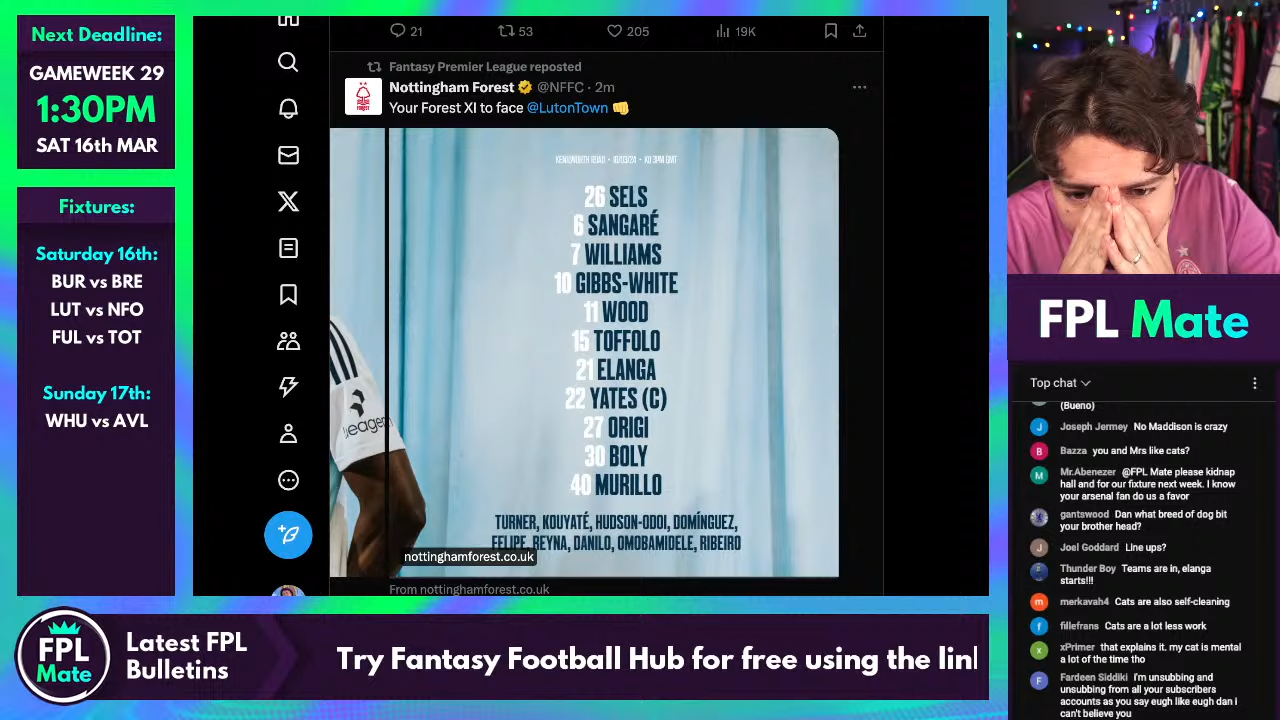 Next Deadline:
GAMEWEEK 29
1:30PM
SAT 16th MAR
Fixtures:
Saturday 16th:
BUR vs BRE
LUT vs NFO
FUL vs TOT
Sunday 17th:
WHU vs AVL
21 53 205 19K
Fantasy Premier League reposted
Nottingham Forest @NFFC · 2m
Your Forest XI to face @LutonTown
26 SELS
6 SANGARÉ
7 WILLIAMS
10 GIBBS-WHITE
11 WOOD
15 TOFFOLO
21 ELANGA
22 YATES (C)
27 ORIGI
30 BOLY
40 MURILLO
TURNER, KOUYATÉ, HUDSON-ODOI, DOMÍNGUEZ,
FELIPE, REYNA, DANILO, OMOBAMIDELE, RIBEIRO
nottinghamforest.co.uk
From nottinghamforest.co.uk
FPL Mate
Top chat
(Bueno)
J Joseph Jermey No Maddison is crazy
B Bazza you and Mrs like cats?
M Mr.Abenezer @FPL Mate please kidnap
hall and for our fixture next week. I know
your arsenal fan do us a favor
gantswood Dan what breed of dog bit
your brother head?
Joel Goddard Line ups?
Thunder Boy Teams are in, elanga
starts!!!
m merkavah4 Cats are also self-cleaning
f fillefrans Cats are a lot less work
x xPrimer that explains it. my cat is mental
a lot of the time tho
F Fardeen Siddiki I'm unsubbing and
unsubbing from all your subscribers
accounts as you say eugh like eugh dan i
can't believe you
FPL
Mate
Latest FPL
Bulletins
Try Fantasy Football Hub for free using the link